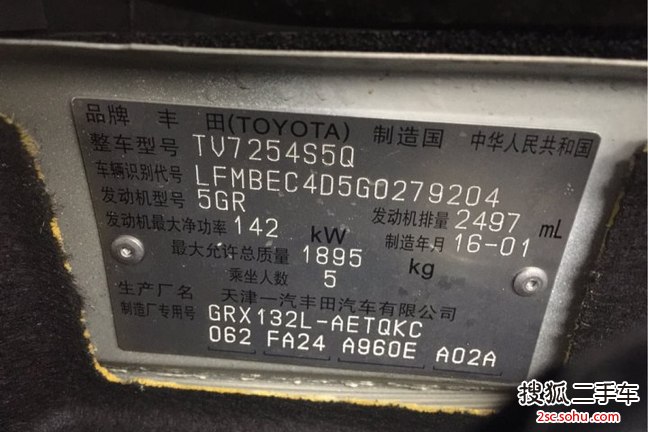 品牌 丰田(TOYOTA) 制造国 中华人民共和国
整车型号 TV7254S5Q
车辆识别代号 LFMBEC4D5G0279204
发动机型号 5GR 发动机排量 2497 mL
发动机最大净功率 142 kW 制造年月 16-01
最大允许总质量 1895 kg
乘坐人数 5
生产厂名 天津一汽丰田汽车有限公司
制造厂专用号 GRX132L-AETQKC
062 FA24 A960E A02A
搜狐二手车
2sc.sohu.com